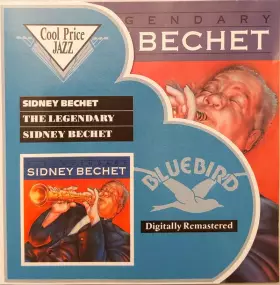 GENDARY
BECHET
Cool Price
JAZZ
SIDNEY BECHET
THE LEGENDARY
SIDNEY BECHET
SIDNEY BECHET
BLUEBIRD
Digitally Remastered